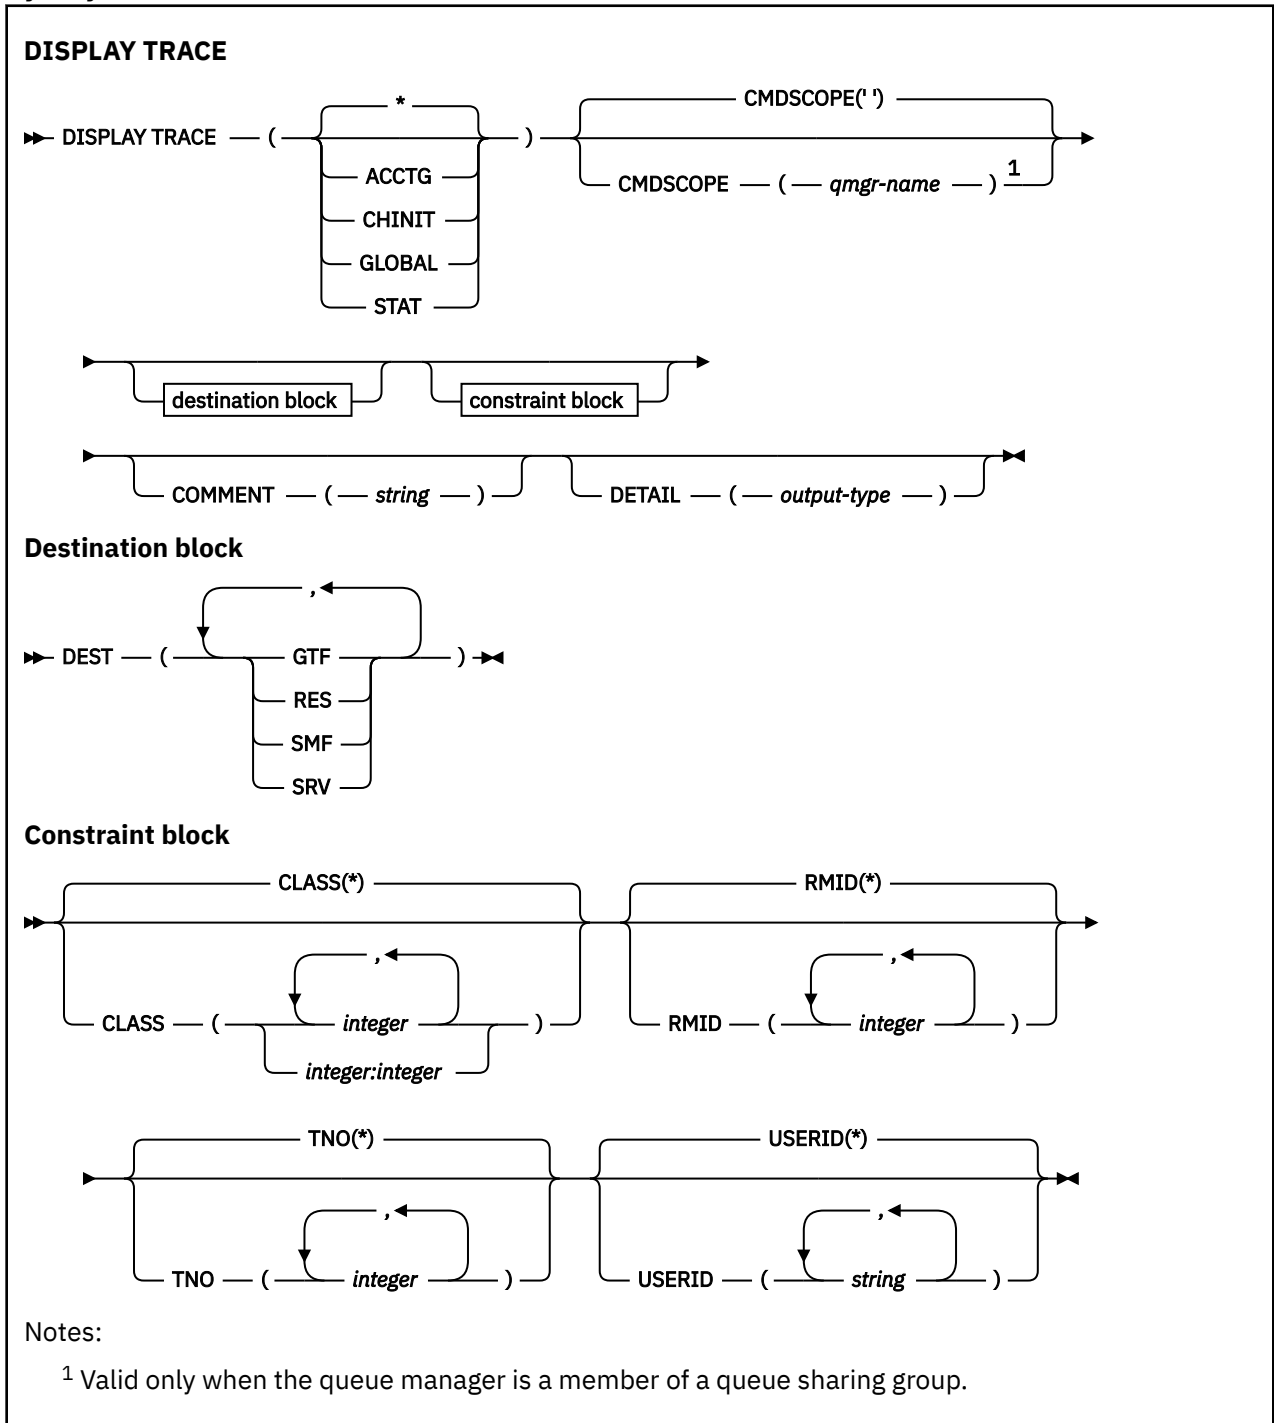 DISPLAY TRACE
*
CMDSCOPE(' ')
DISPLAY TRACE ( )
ACCTG
CMDSCOPE ( qmgr-name ) 1
CHINIT
GLOBAL
STAT
destination block constraint block
COMMENT ( string ) DETAIL ( output-type )
Destination block
,
DEST ( GTF )
RES
SMF
SRV
Constraint block
CLASS(*) RMID(*)
, ,
CLASS ( integer ) RMID ( integer )
integer:integer
TNO(*) USERID(*)
, ,
TNO ( integer ) USERID ( string )
Notes:
1 Valid only when the queue manager is a member of a queue sharing group.